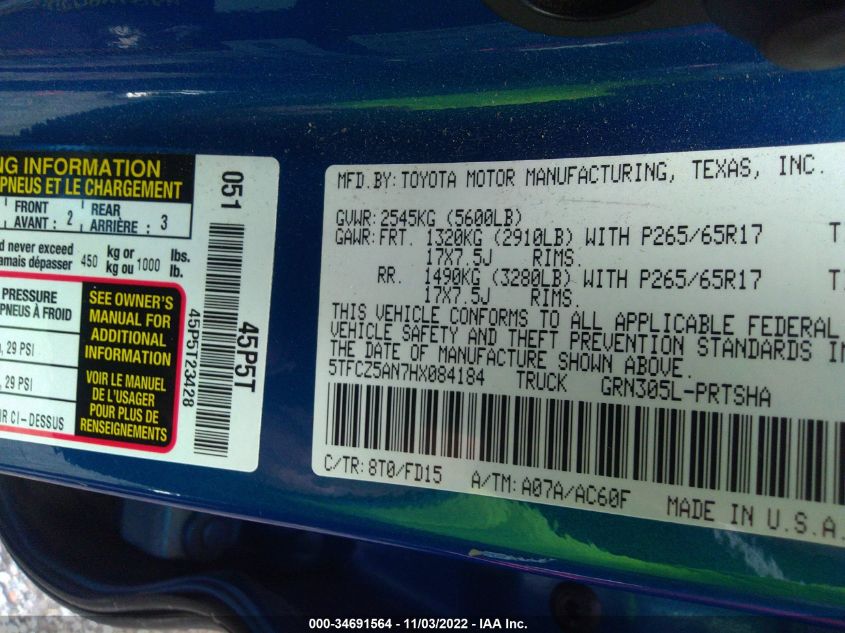 NG INFORMATION
PNEUS ET LE CHARGEMENT
FRONT 2 REAR 3
AVANT : ARRIÈRE :
d never exceed 450 kg or 1000 lbs.
amais dépasser kg ou lb.
PRESSURE
PNEUS À FROID
, 29 PSI
, 29 PSI
IR CI-DESSUS
SEE OWNER'S
MANUAL FOR
ADDITIONAL
INFORMATION
VOIR LE MANUEL
DE L'USAGER
POUR PLUS DE
RENSEIGNEMENTS
051
45P5T
45P5T23428
MFD.BY:TOYOTA MOTOR MANUFACTURING, TEXAS, INC.
GVWR:2545KG (5600LB)
GAWR:FRT. 1320KG (2910LB) WITH P265/65R17
17X7.5J RIMS.
RR. 1490KG (3280LB) WITH P265/65R17
17X7.5J RIMS.
THIS VEHICLE CONFORMS TO ALL APPLICABLE FEDERAL
VEHICLE SAFETY AND THEFT PREVENTION STANDARDS IN
THE DATE OF MANUFACTURE SHOWN ABOVE.
5TFCZ5AN7HX084184 TRUCK GRN305L-PRTSHA
C/TR:8T0/FD15 A/TM:A07A/AC60F MADE IN U.S.A.
000-34691564 - 11/03/2022 - IAA Inc.